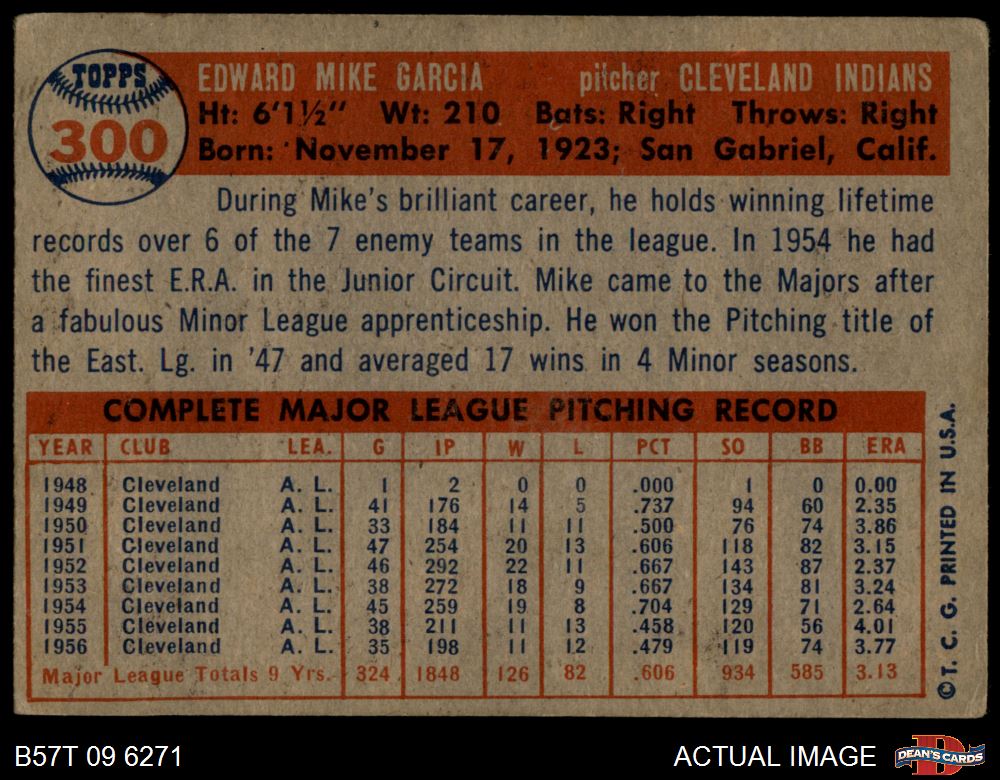 TOPPS
300
EDWARD MIKE GARCIA pitcher CLEVELAND INDIANS
Ht: 6'1½" Wt: 210 Bats: Right Throws: Right
Born: November 17, 1923; San Gabriel, Calif.
During Mike's brilliant career, he holds winning lifetime
records over 6 of the 7 enemy teams in the league. In 1954 he had
the finest E.R.A. in the Junior Circuit. Mike came to the Majors after
a fabulous Minor League apprenticeship. He won the Pitching title of
the East. Lg. in '47 and averaged 17 wins in 4 Minor seasons.
COMPLETE MAJOR LEAGUE PITCHING RECORD
YEAR CLUB LEA. G IP W L PCT SO BB ERA
1948 Cleveland A. L. 1 2 0 0 .000 1 0 0.00
1949 Cleveland A. L. 41 176 14 5 .737 94 60 2.35
1950 Cleveland A. L. 33 184 11 11 .500 76 74 3.86
1951 Cleveland A. L. 47 254 20 13 .606 118 82 3.15
1952 Cleveland A. L. 46 292 22 11 .667 143 87 2.37
1953 Cleveland A. L. 38 272 18 9 .667 134 81 3.24
1954 Cleveland A. L. 45 259 19 8 .704 129 71 2.64
1955 Cleveland A. L. 38 211 11 13 .458 120 56 4.01
1956 Cleveland A. L. 35 198 11 12 .479 119 74 3.77
Major League Totals 9 Yrs. 324 1848 126 82 .606 934 585 3.13
© T. C. G. PRINTED IN U.S.A.
B57T 09 6271 ACTUAL IMAGE DEAN'S CARDS